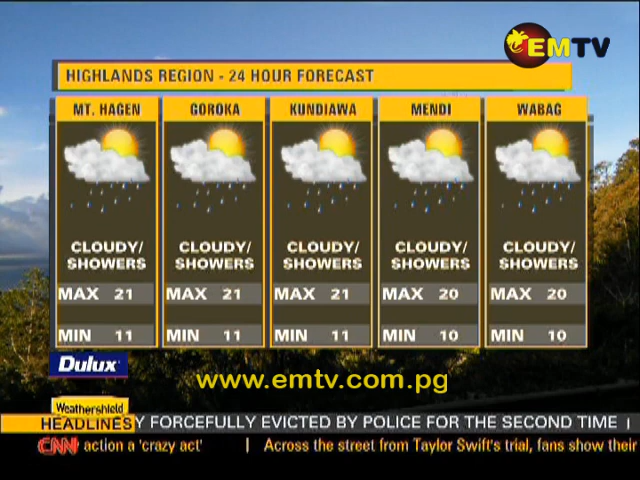 EMTV
HIGHLANDS REGION - 24 HOUR FORECAST
MT. HAGEN GOROKA KUNDIAWA MENDI WABAG
CLOUDY/ CLOUDY/ CLOUDY/ CLOUDY/ CLOUDY/
SHOWERS SHOWERS SHOWERS SHOWERS SHOWERS
MAX 21 MAX 21 MAX 21 MAX 20 MAX 20
MIN 11 MIN 11 MIN 11 MIN 10 MIN 10
Dulux
www.emtv.com.pg
Weathershield
HEADLINES Y FORCEFULLY EVICTED BY POLICE FOR THE SECOND TIME |
CNN action a 'crazy act' | Across the street from Taylor Swift's trial, fans show their